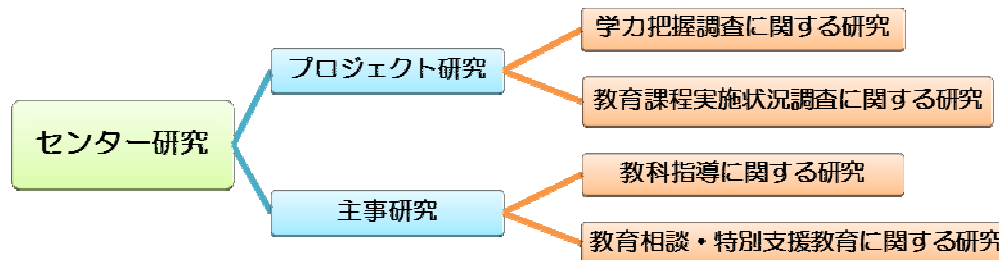 センター研究
プロジェクト研究
学力把握調査に関する研究
教育課程実施状況調査に関する研究
主事研究
教科指導に関する研究
教育相談・特別支援教育に関する研究